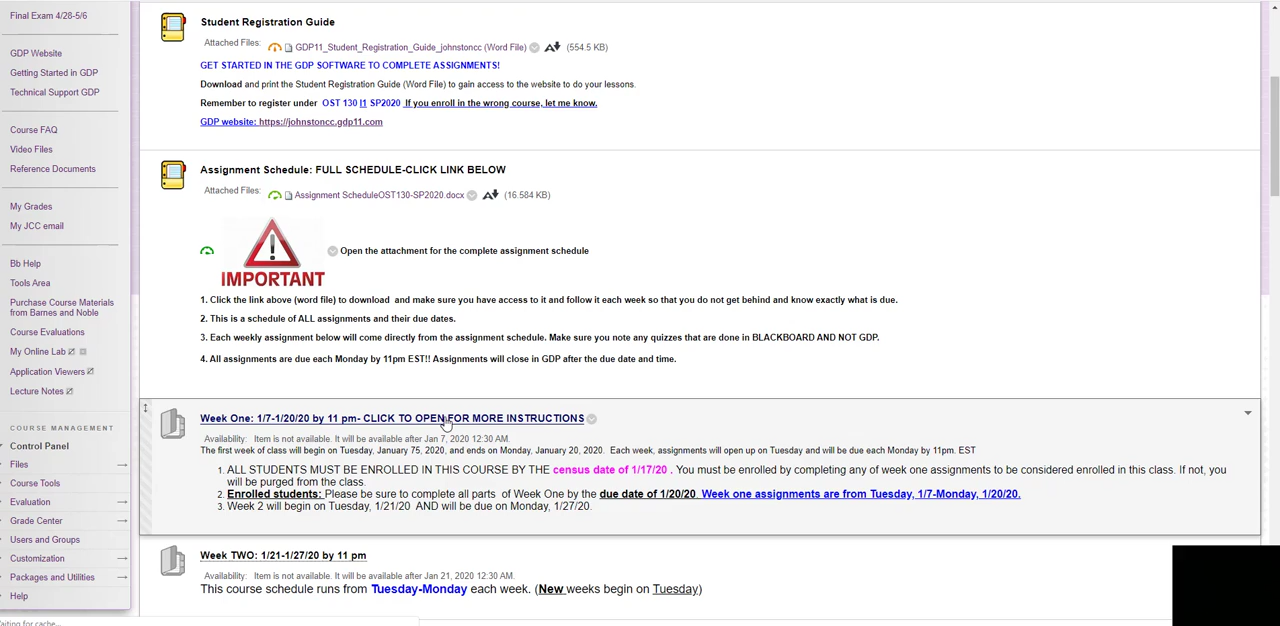 Final Exam 4/28-5/6
GDP Website
Getting Started in GDP
Technical Support GDP
Course FAQ
Video Files
Reference Documents
My Grades
My JCC email
Bb Help
Tools Area
Purchase Course Materials
from Barnes and Noble
Course Evaluations
My Online Lab
Application Viewers
Lecture Notes
COURSE MANAGEMENT
Control Panel
Files
Course Tools
Evaluation
Grade Center
Users and Groups
Customization
Packages and Utilities
Help
Student Registration Guide
Attached Files: GDP11_Student_Registration_Guide_johnstoncc (Word File) (554.5 KB)
GET STARTED IN THE GDP SOFTWARE TO COMPLETE ASSIGNMENTS!
Download and print the Student Registration Guide (Word File) to gain access to the website to do your lessons.
Remember to register under OST 130 I1 SP2020 If you enroll in the wrong course, let me know.
GDP website: https://johnstoncc.gdp11.com
Assignment Schedule: FULL SCHEDULE-CLICK LINK BELOW
Attached Files: Assignment ScheduleOST130-SP2020.docx (16.584 KB)
IMPORTANT
Open the attachment for the complete assignment schedule
1. Click the link above (word file) to download and make sure you have access to it and follow it each week so that you do not get behind and know exactly what is due.
2. This is a schedule of ALL assignments and their due dates.
3. Each weekly assignment below will come directly from the assignment schedule. Make sure you note any quizzes that are done in BLACKBOARD AND NOT GDP.
4. All assignments are due each Monday by 11pm EST!! Assignments will close in GDP after the due date and time.
Week One: 1/7-1/20/20 by 11 pm- CLICK TO OPEN FOR MORE INSTRUCTIONS
Availability: Item is not available. It will be available after Jan 7, 2020 12:30 AM.
The first week of class will begin on Tuesday, January 75, 2020, and ends on Monday, January 20, 2020. Each week, assignments will open up on Tuesday and will be due each Monday by 11pm. EST
1. ALL STUDENTS MUST BE ENROLLED IN THIS COURSE BY THE census date of 1/17/20 . You must be enrolled by completing any of week one assignments to be considered enrolled in this class. If not, you
will be purged from the class.
2. Enrolled students: Please be sure to complete all parts of Week One by the due date of 1/20/20 Week one assignments are from Tuesday, 1/7-Monday, 1/20/20.
3. Week 2 will begin on Tuesday, 1/21/20 AND will be due on Monday, 1/27/20.
Week TWO: 1/21-1/27/20 by 11 pm
Availability: Item is not available. It will be available after Jan 21, 2020 12:30 AM.
This course schedule runs from Tuesday-Monday each week. (New weeks begin on Tuesday)